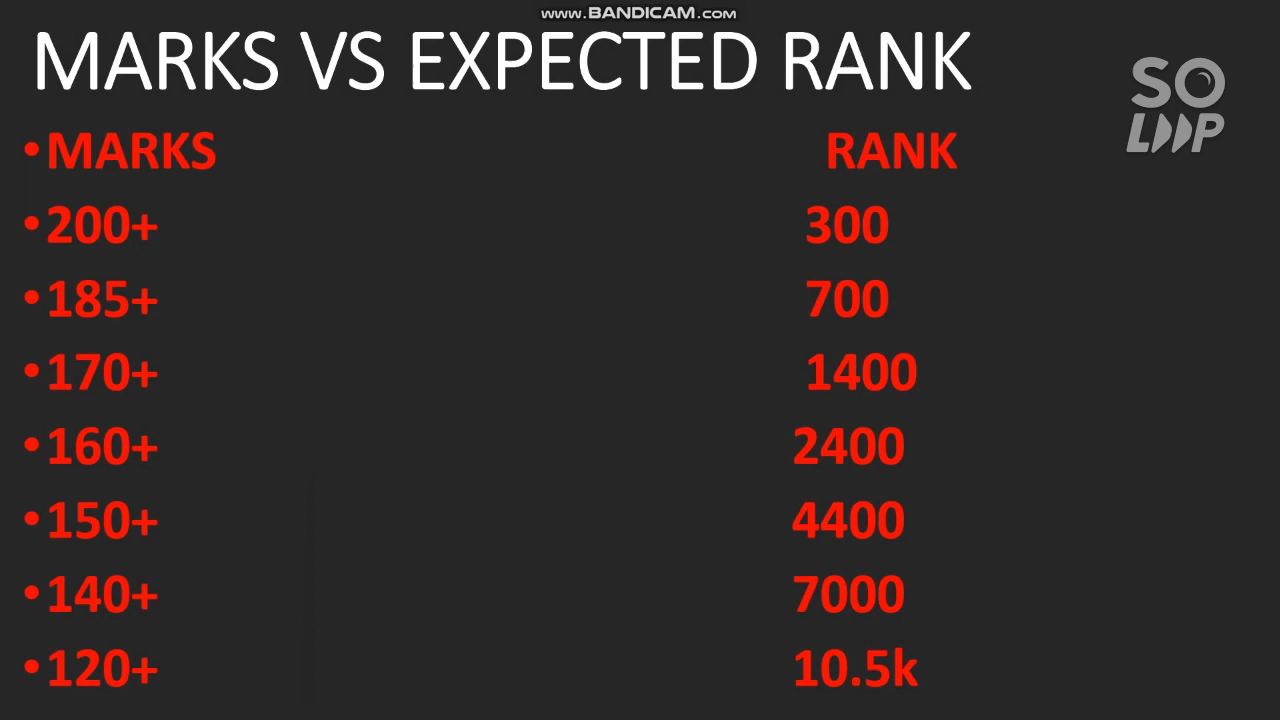 www.BANDICAM.com
MARKS VS EXPECTED RANK
SO
LOOP
•MARKS RANK
•200+ 300
•185+ 700
•170+ 1400
•160+ 2400
•150+ 4400
•140+ 7000
•120+ 10.5k